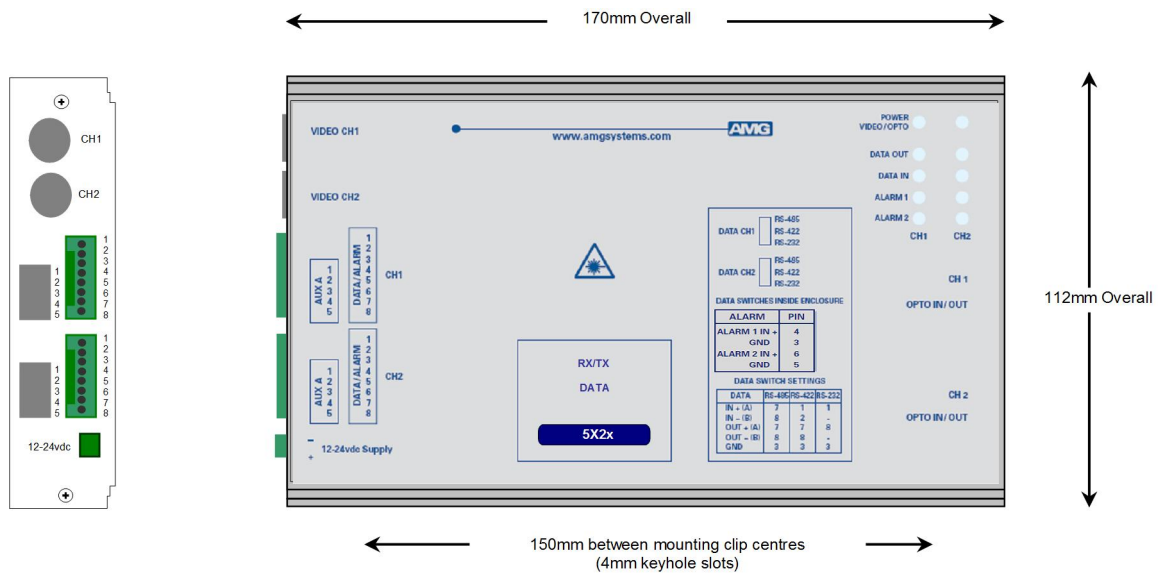 170mm Overall
CH1
CH2
1
2
3
4
5
6
7
8
1
2
3
4
5
1
2
3
4
5
6
7
8
1
2
3
4
5
12-24vdc
VIDEO CH1
www.amgsystems.com
AMG
POWER
VIDEO/OPTO
DATA OUT
DATA IN
ALARM 1
ALARM 2
CH1 CH2
VIDEO CH2
AUX A
1
2
3
4
5
DATA/ALARM
1
2
3
4
5
6
7
8
CH1
AUX A
1
2
3
4
5
DATA/ALARM
1
2
3
4
5
6
7
8
CH2
–
+ 12-24vdc Supply
RX/TX
DATA
5X2x
DATA CH1
RS-485
RS-422
RS-232
DATA CH2
RS-485
RS-422
RS-232
DATA SWITCHES INSIDE ENCLOSURE
ALARM PIN
ALARM 1 IN + 4
GND 3
ALARM 2 IN + 6
GND 5
DATA SWITCH SETTINGS
DATA RS-485 RS-422 RS-232
IN + (A) 7 1 1
IN – (B) 8 2 -
OUT + (A) 7 7 8
OUT – (B) 8 8 -
GND 3 3 3
CH 1
OPTO IN/OUT
CH 2
OPTO IN/OUT
112mm Overall
150mm between mounting clip centres
(4mm keyhole slots)